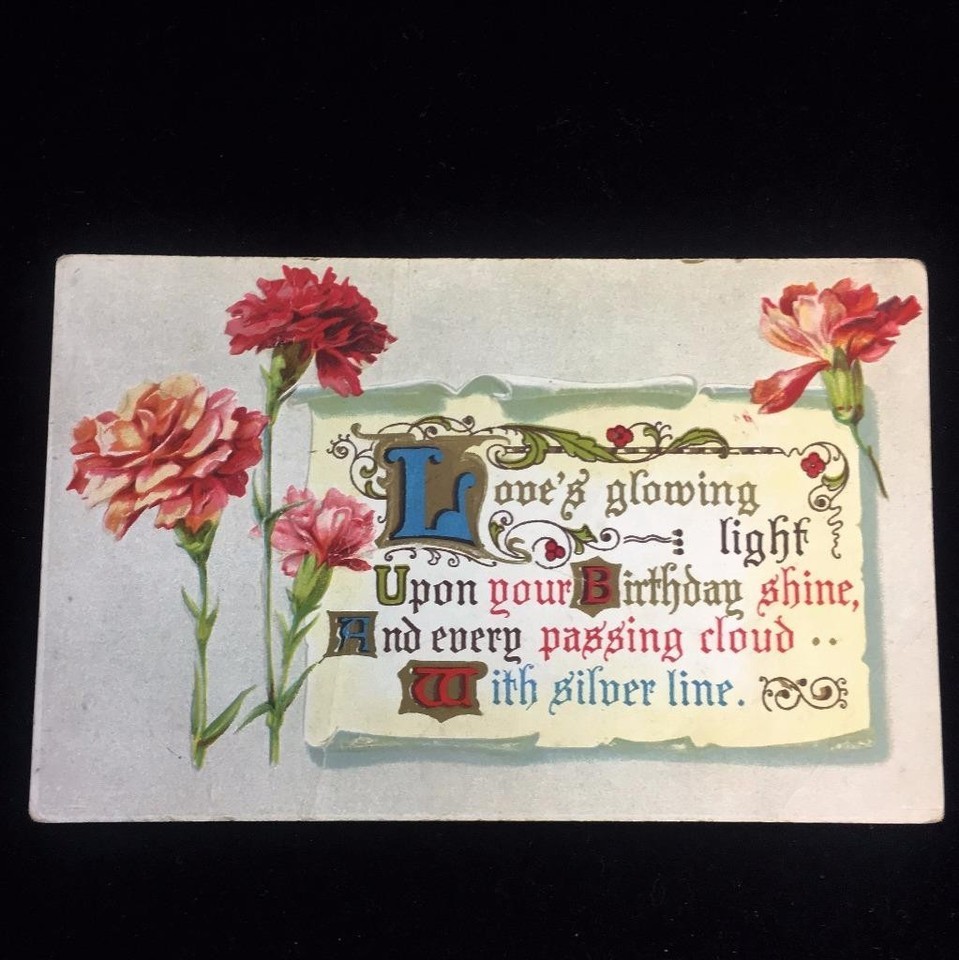 Love's glowing
light
Upon your Birthday shine,
And every passing cloud ..
With silver line.